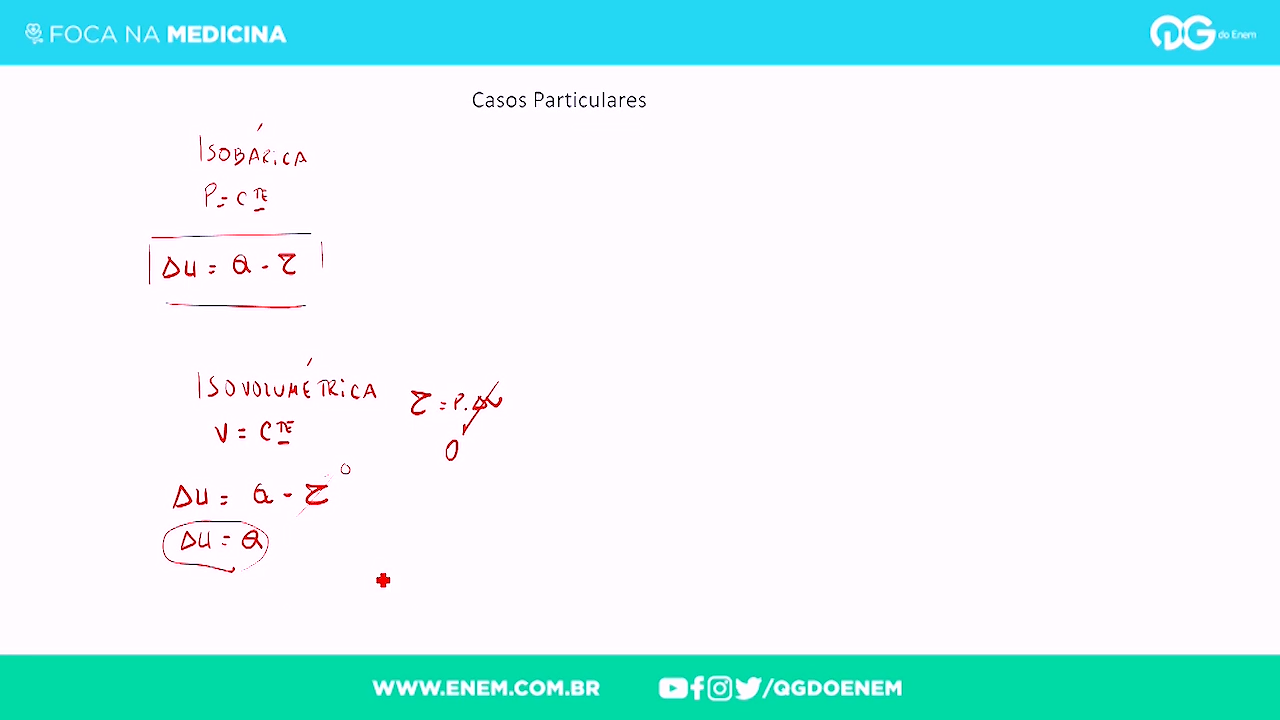 FOCA NA MEDICINA
QG do Enem
Casos Particulares
ISOBÁRICA
P = CTE
ΔU = Q - τ
ISOVOLUMÉTRICA
τ = P. Δv
V = CTE
0
0
ΔU = Q - τ
ΔU = Q
WWW.ENEM.COM.BR
/QGDOENEM